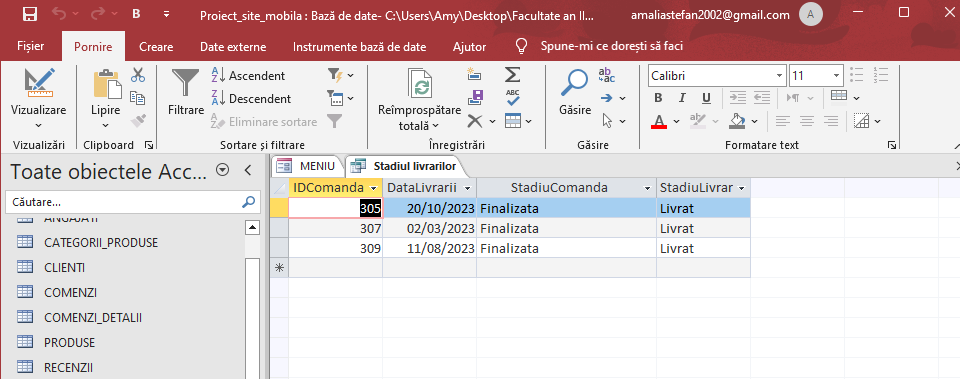 Proiect_site_mobila : Bază de date- C:\Users\Amy\Desktop\Facultate an II...
amaliastefan2002@gmail.com
A
Fișier Pornire Creare Date externe Instrumente bază de date Ajutor Spune-mi ce dorești să faci
Vizualizare
Vizualizări
Lipire
Clipboard
Filtrare
Ascendent
Descendent
Eliminare sortare
Sortare și filtrare
Reîmprospătare totală
Înregistrări
Găsire
Găsire
Calibri 11
B I U
A
Formatare text
Toate obiectele Acc...
Căutare...
ANGAJATI
CATEGORII_PRODUSE
CLIENTI
COMENZI
COMENZI_DETALII
PRODUSE
RECENZII
MENIU Stadiul livrarilor
IDComanda DataLivrarii StadiuComanda StadiuLivrar
305 20/10/2023 Finalizata Livrat
307 02/03/2023 Finalizata Livrat
309 11/08/2023 Finalizata Livrat